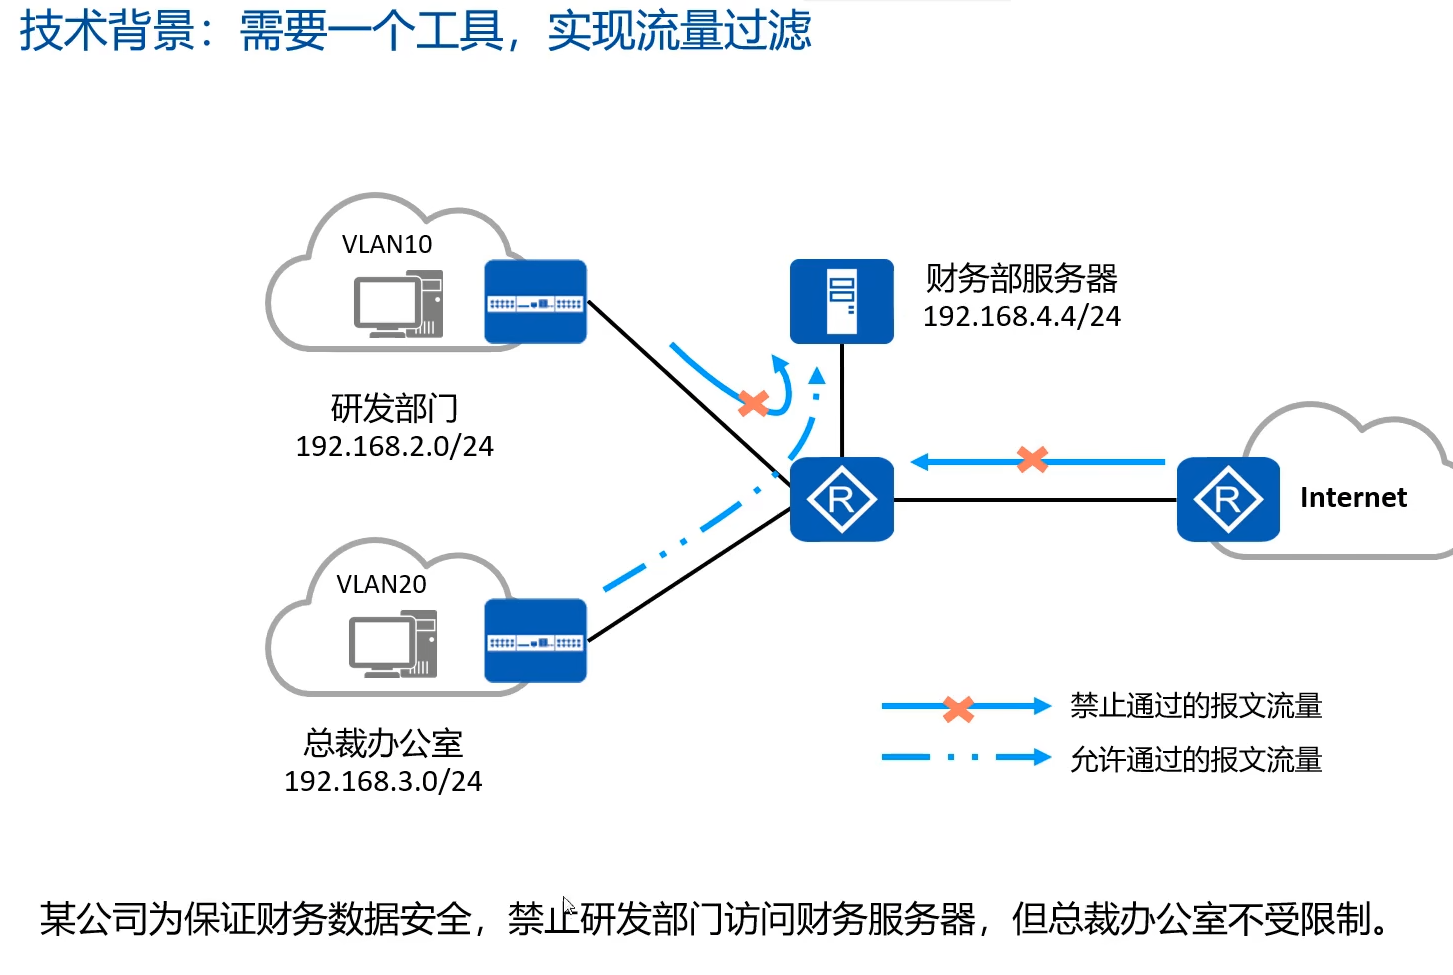 技术背景：需要一个工具，实现流量过滤
VLAN10
研发部门
192.168.2.0/24
财务部服务器
192.168.4.4/24
R
R
Internet
VLAN20
总裁办公室
192.168.3.0/24
禁止通过的报文流量
允许通过的报文流量
某公司为保证财务数据安全，禁止研发部门访问财务服务器，但总裁办公室不受限制。